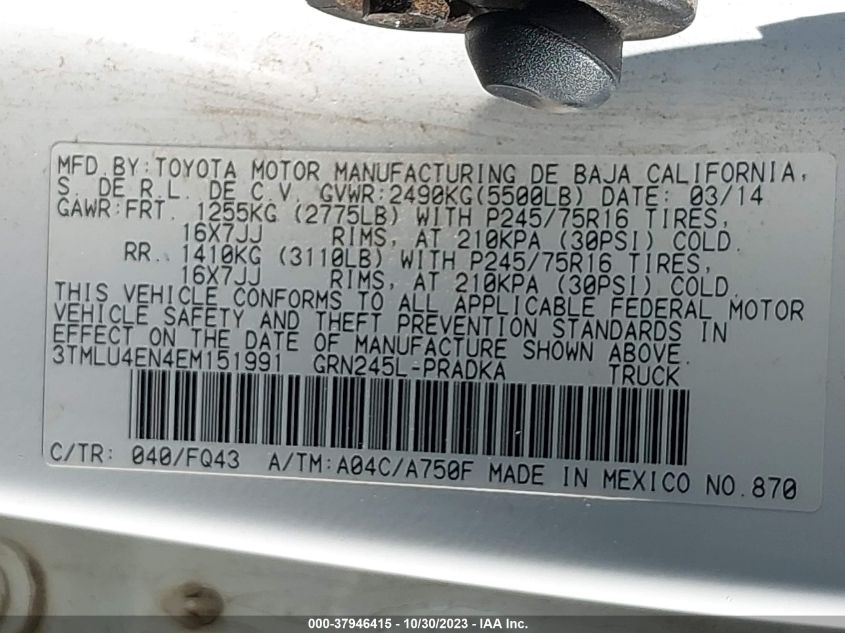 MFD.BY:TOYOTA MOTOR MANUFACTURING DE BAJA CALIFORNIA,
S. DE R.L. DE C.V. GVWR:2490KG(5500LB) DATE: 03/14
GAWR:FRT. 1255KG (2775LB) WITH P245/75R16 TIRES,
16X7JJ RIMS, AT 210KPA (30PSI) COLD.
RR. 1410KG (3110LB) WITH P245/75R16 TIRES,
16X7JJ RIMS, AT 210KPA (30PSI) COLD.
THIS VEHICLE CONFORMS TO ALL APPLICABLE FEDERAL MOTOR
VEHICLE SAFETY AND THEFT PREVENTION STANDARDS IN
EFFECT ON THE DATE OF MANUFACTURE SHOWN ABOVE.
3TMLU4EN4EM151991 GRN245L-PRADKA TRUCK
C/TR: 040/FQ43 A/TM:A04C/A750F MADE IN MEXICO NO.870
000-37946415 - 10/30/2023 - IAA Inc.